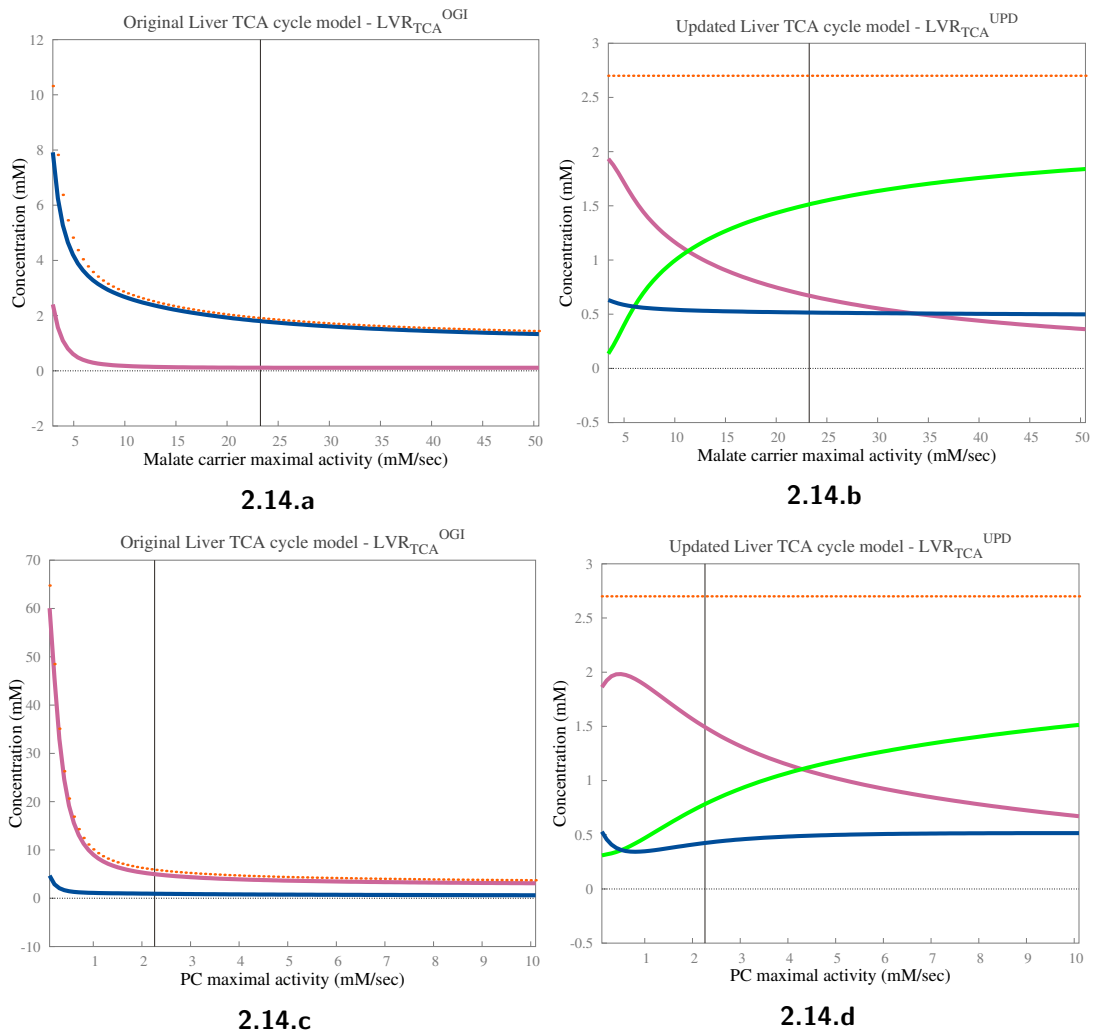 Original Liver TCA cycle model - LVR_TCA^OGI
12
10
8
6
4
2
0
-2
Concentration (mM)
5 10 15 20 25 30 35 40 45 50
Malate carrier maximal activity (mM/sec)
2.14.a
Updated Liver TCA cycle model - LVR_TCA^UPD
3
2.5
2
1.5
1
0.5
0
-0.5
Concentration (mM)
5 10 15 20 25 30 35 40 45 50
Malate carrier maximal activity (mM/sec)
2.14.b
Original Liver TCA cycle model - LVR_TCA^OGI
70
60
50
40
30
20
10
0
-10
Concentration (mM)
1 2 3 4 5 6 7 8 9 10
PC maximal activity (mM/sec)
2.14.c
Updated Liver TCA cycle model - LVR_TCA^UPD
3
2.5
2
1.5
1
0.5
0
-0.5
Concentration (mM)
1 2 3 4 5 6 7 8 9 10
PC maximal activity (mM/sec)
2.14.d